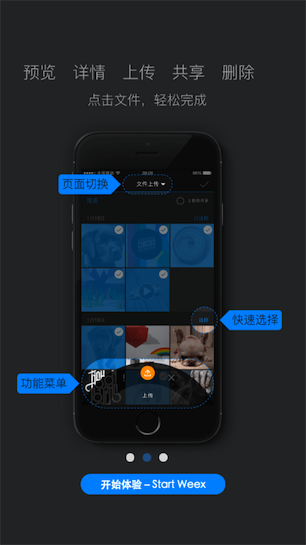 预览 详情 上传 共享 删除
点击文件，轻松完成
页面切换
文件上传
快速选择
选择
功能菜单
上传
开始体验 – Start Weex